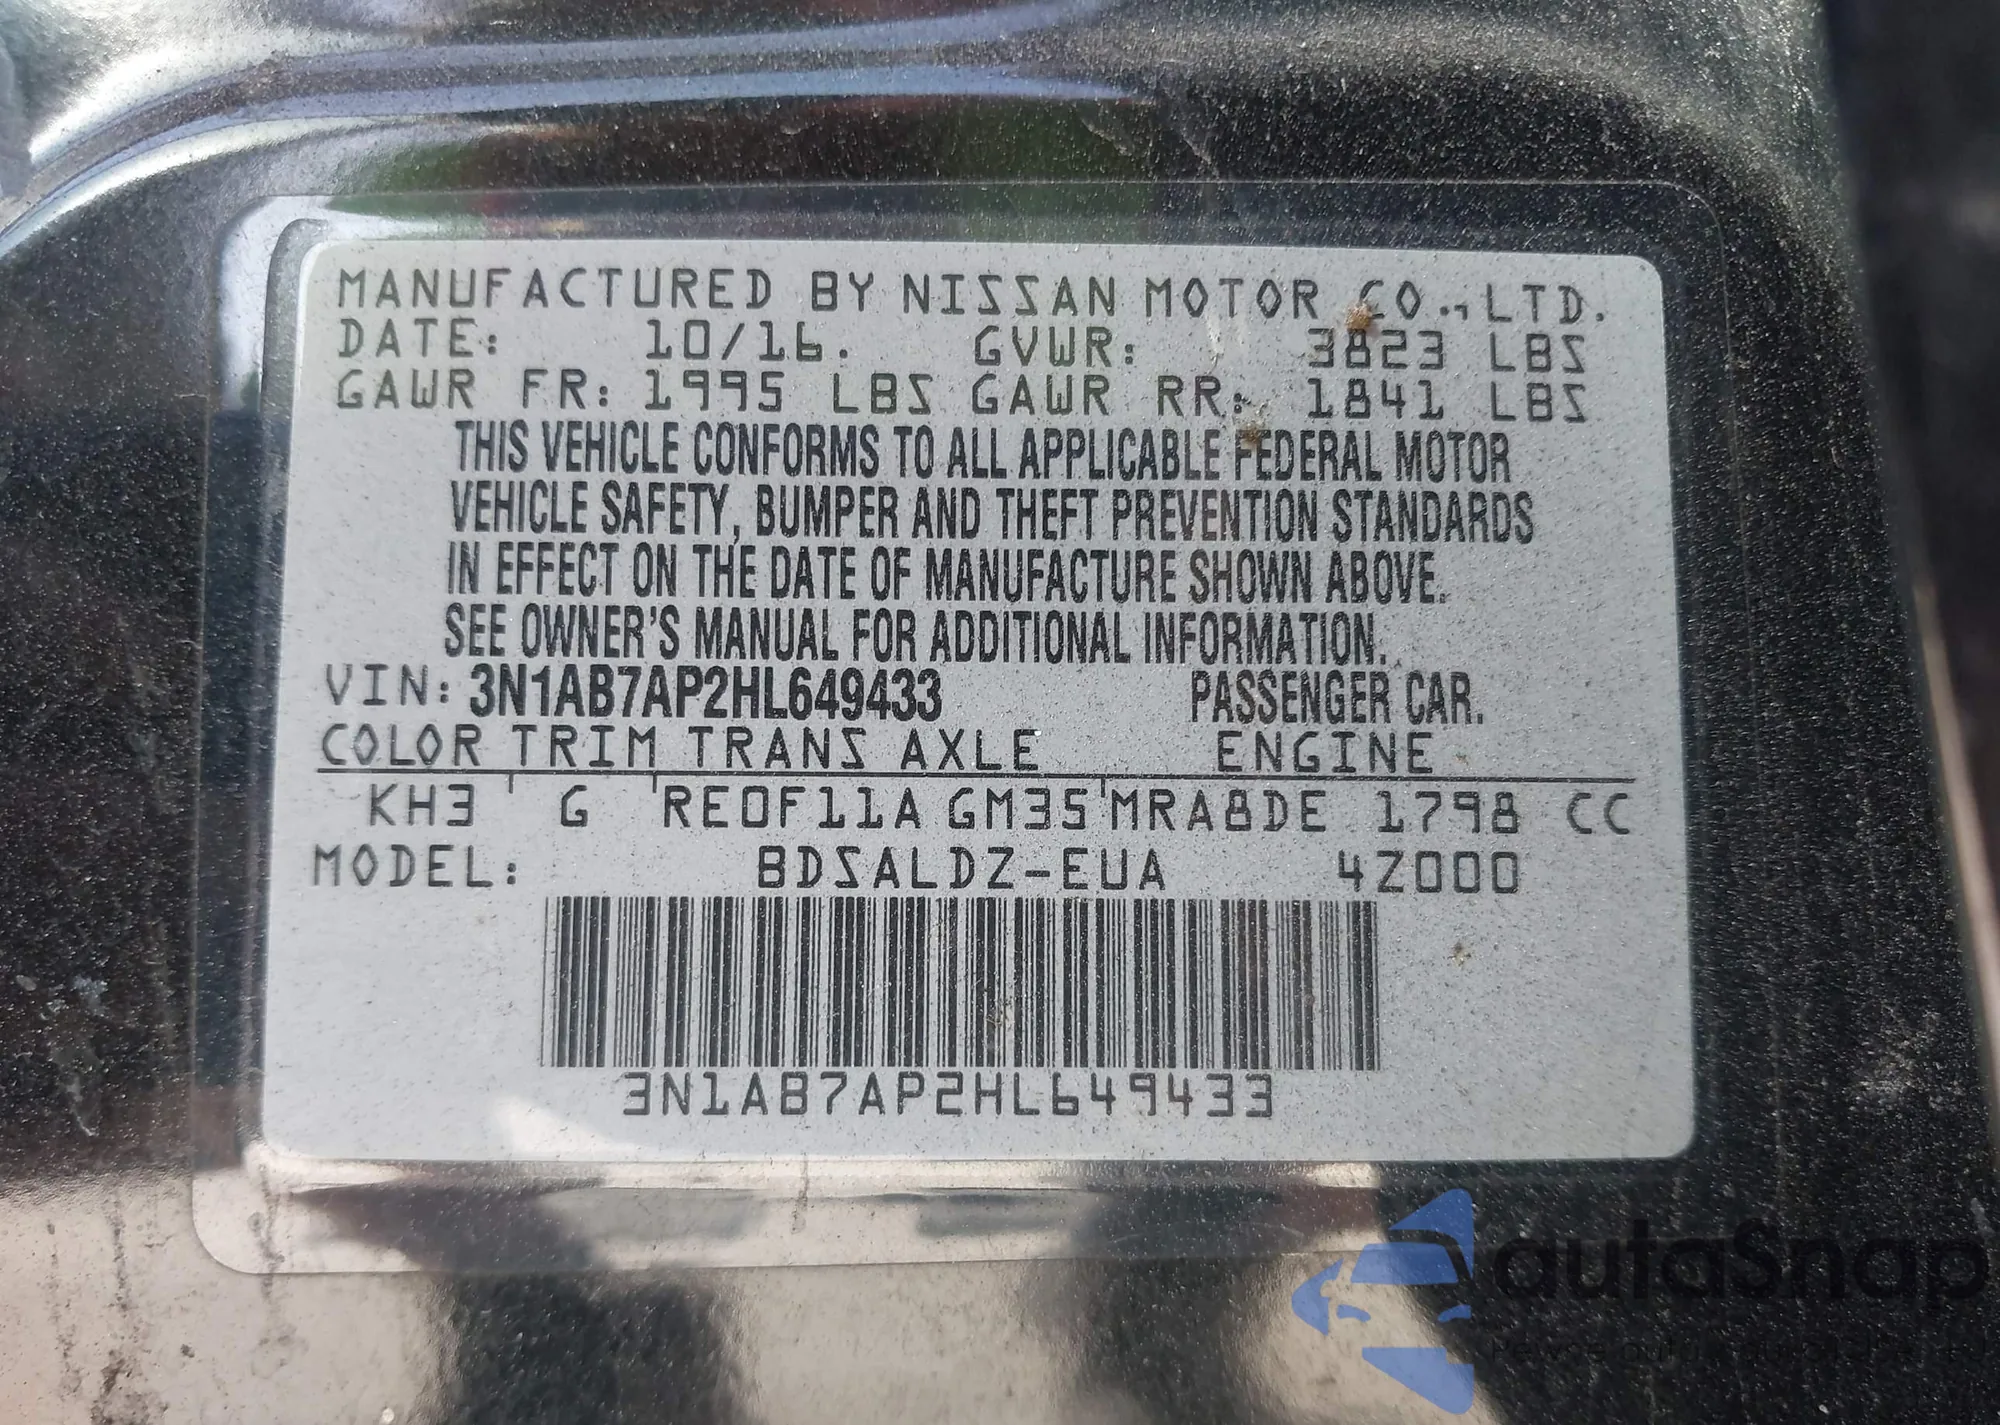 MANUFACTURED BY NISSAN MOTOR CO., LTD.
DATE: 10/16. GVWR: 3823 LBS
GAWR FR: 1995 LBS GAWR RR: 1841 LBS
THIS VEHICLE CONFORMS TO ALL APPLICABLE FEDERAL MOTOR
VEHICLE SAFETY, BUMPER AND THEFT PREVENTION STANDARDS
IN EFFECT ON THE DATE OF MANUFACTURE SHOWN ABOVE.
SEE OWNER'S MANUAL FOR ADDITIONAL INFORMATION.
VIN: 3N1AB7AP2HL649433 PASSENGER CAR.
COLOR TRIM TRANS AXLE ENGINE
KH3 G RE0F11A GM35 MRA8DE 1798 CC
MODEL: BDSALDZ-EUA 4Z000
3N1AB7AP2HL649433
autaSnap